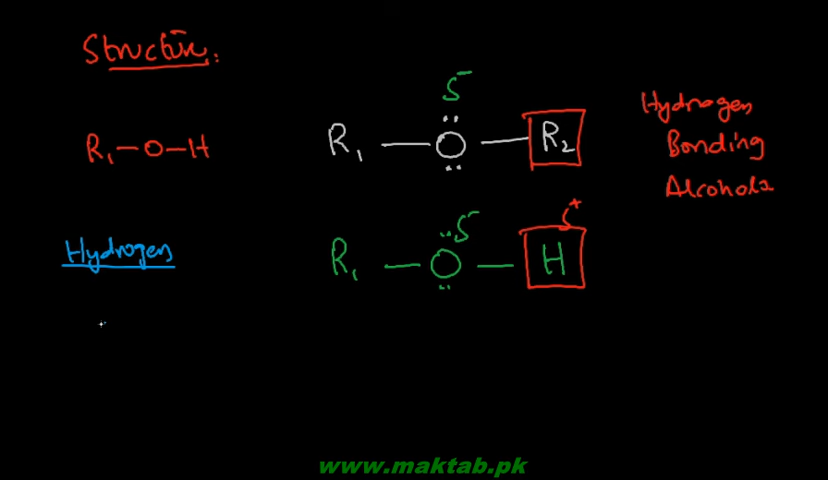 Structure:
δ-
R₁ — O — R₂
Hydrogen
Bonding
Alcohols
R₁ — O — H
δ+
δ-
Hydrogen
R₁ — O — H
www.maktab.pk